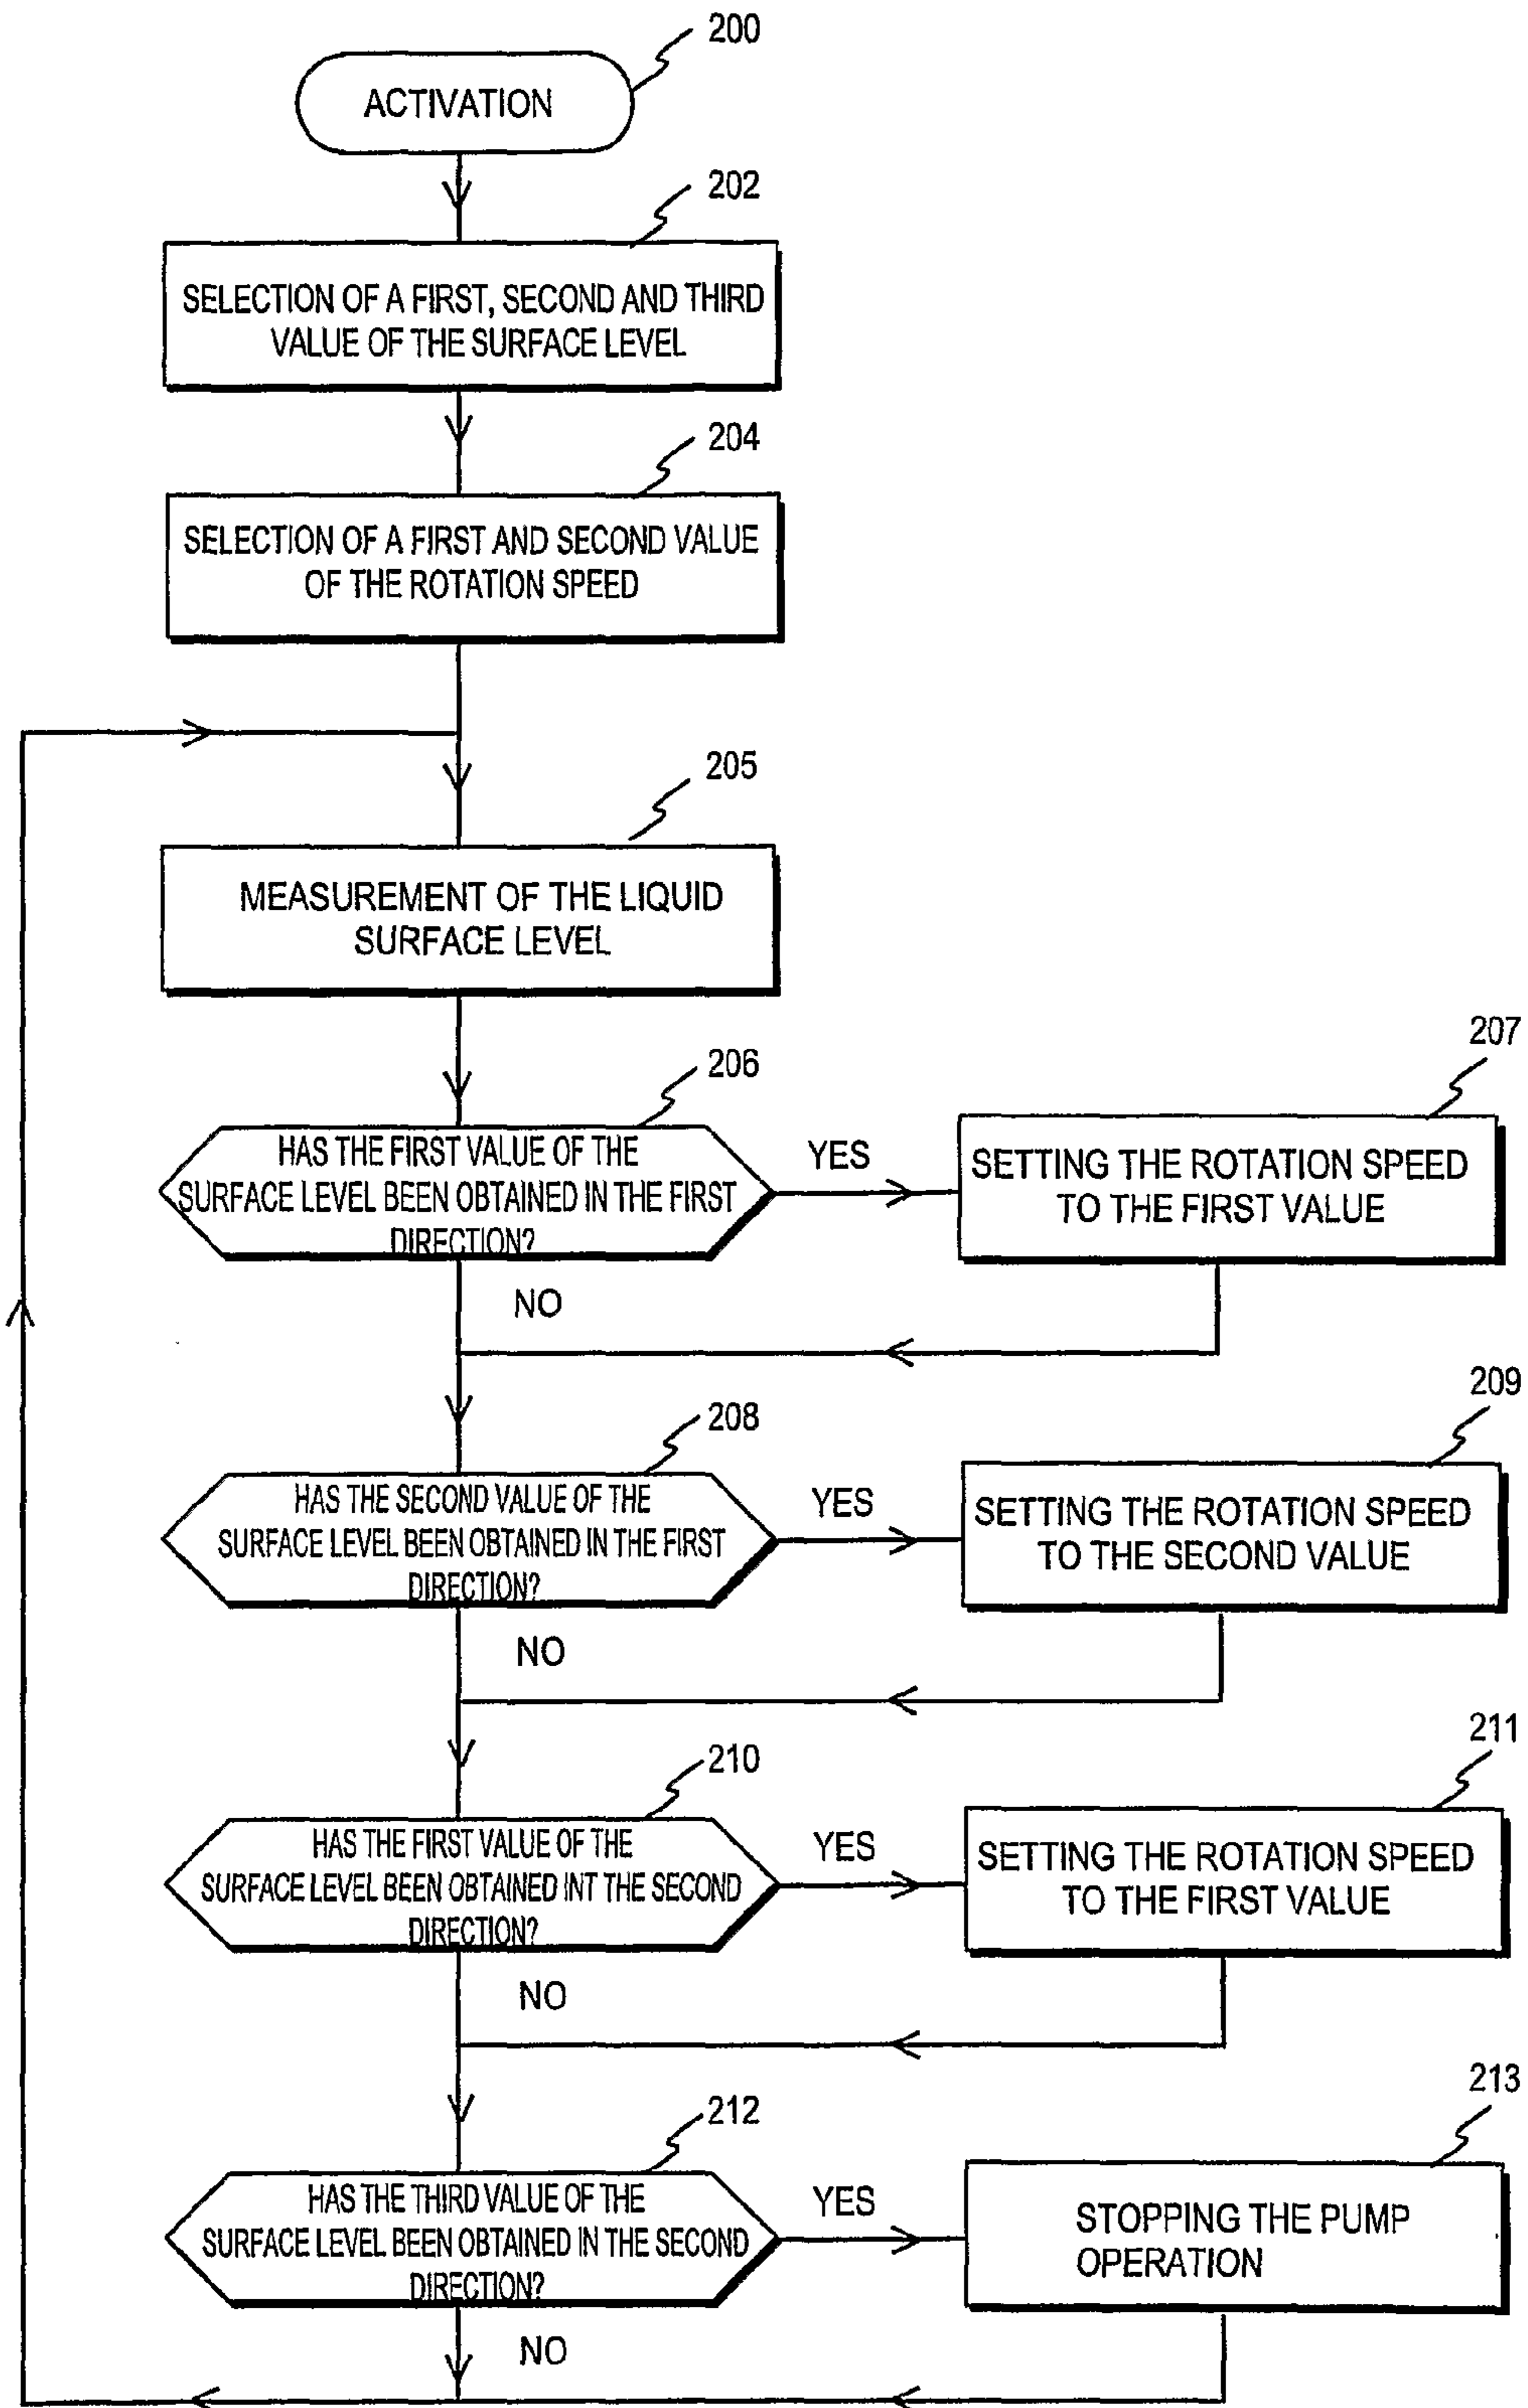 200
ACTIVATION
202
SELECTION OF A FIRST, SECOND AND THIRD
VALUE OF THE SURFACE LEVEL
204
SELECTION OF A FIRST AND SECOND VALUE
OF THE ROTATION SPEED
205
MEASUREMENT OF THE LIQUID
SURFACE LEVEL
206
HAS THE FIRST VALUE OF THE
SURFACE LEVEL BEEN OBTAINED IN THE FIRST
DIRECTION?
YES
207
SETTING THE ROTATION SPEED
TO THE FIRST VALUE
NO
208
HAS THE SECOND VALUE OF THE
SURFACE LEVEL BEEN OBTAINED IN THE FIRST
DIRECTION?
YES
209
SETTING THE ROTATION SPEED
TO THE SECOND VALUE
NO
210
HAS THE FIRST VALUE OF THE
SURFACE LEVEL BEEN OBTAINED INT THE SECOND
DIRECTION?
YES
211
SETTING THE ROTATION SPEED
TO THE FIRST VALUE
NO
212
HAS THE THIRD VALUE OF THE
SURFACE LEVEL BEEN OBTAINED IN THE SECOND
DIRECTION?
YES
213
STOPPING THE PUMP
OPERATION
NO